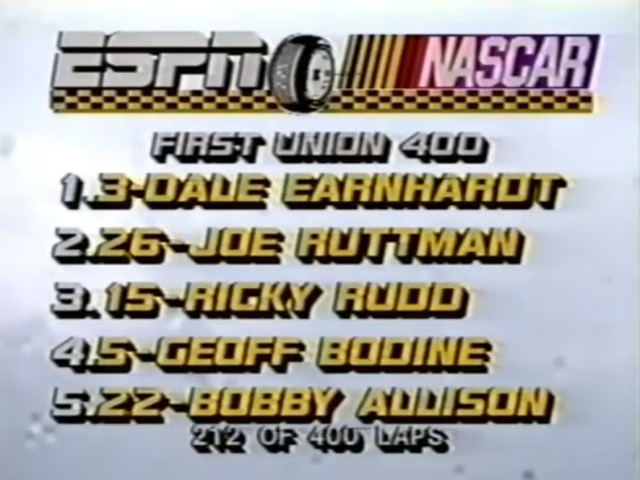 ESPN NASCAR
FIRST UNION 400
1.3-DALE EARNHARDT
2.26-JOE RUTTMAN
3.15-RICKY RUDD
4.5-GEOFF BODINE
5.22-BOBBY ALLISON
212 OF 400 LAPS